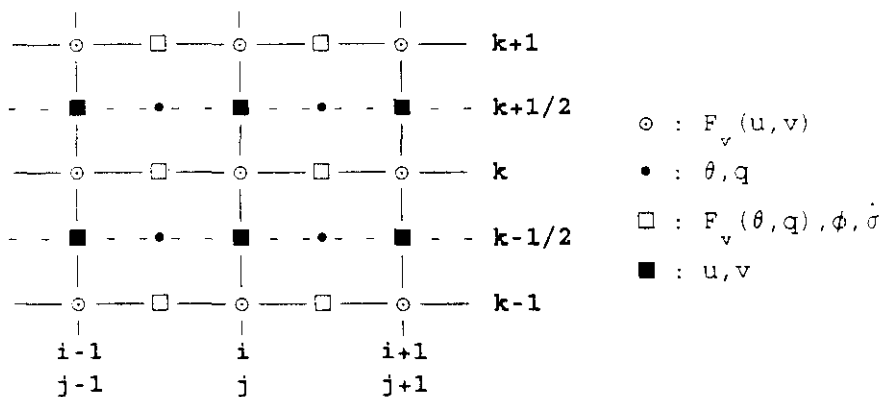 k+1
k+1/2
k
k-1/2
k-1
i-1 i i+1
j-1 j j+1
⊙ : F_v(u,v)
• : θ,q
□ : F_v(θ,q),ϕ,σ̇
■ : u,v